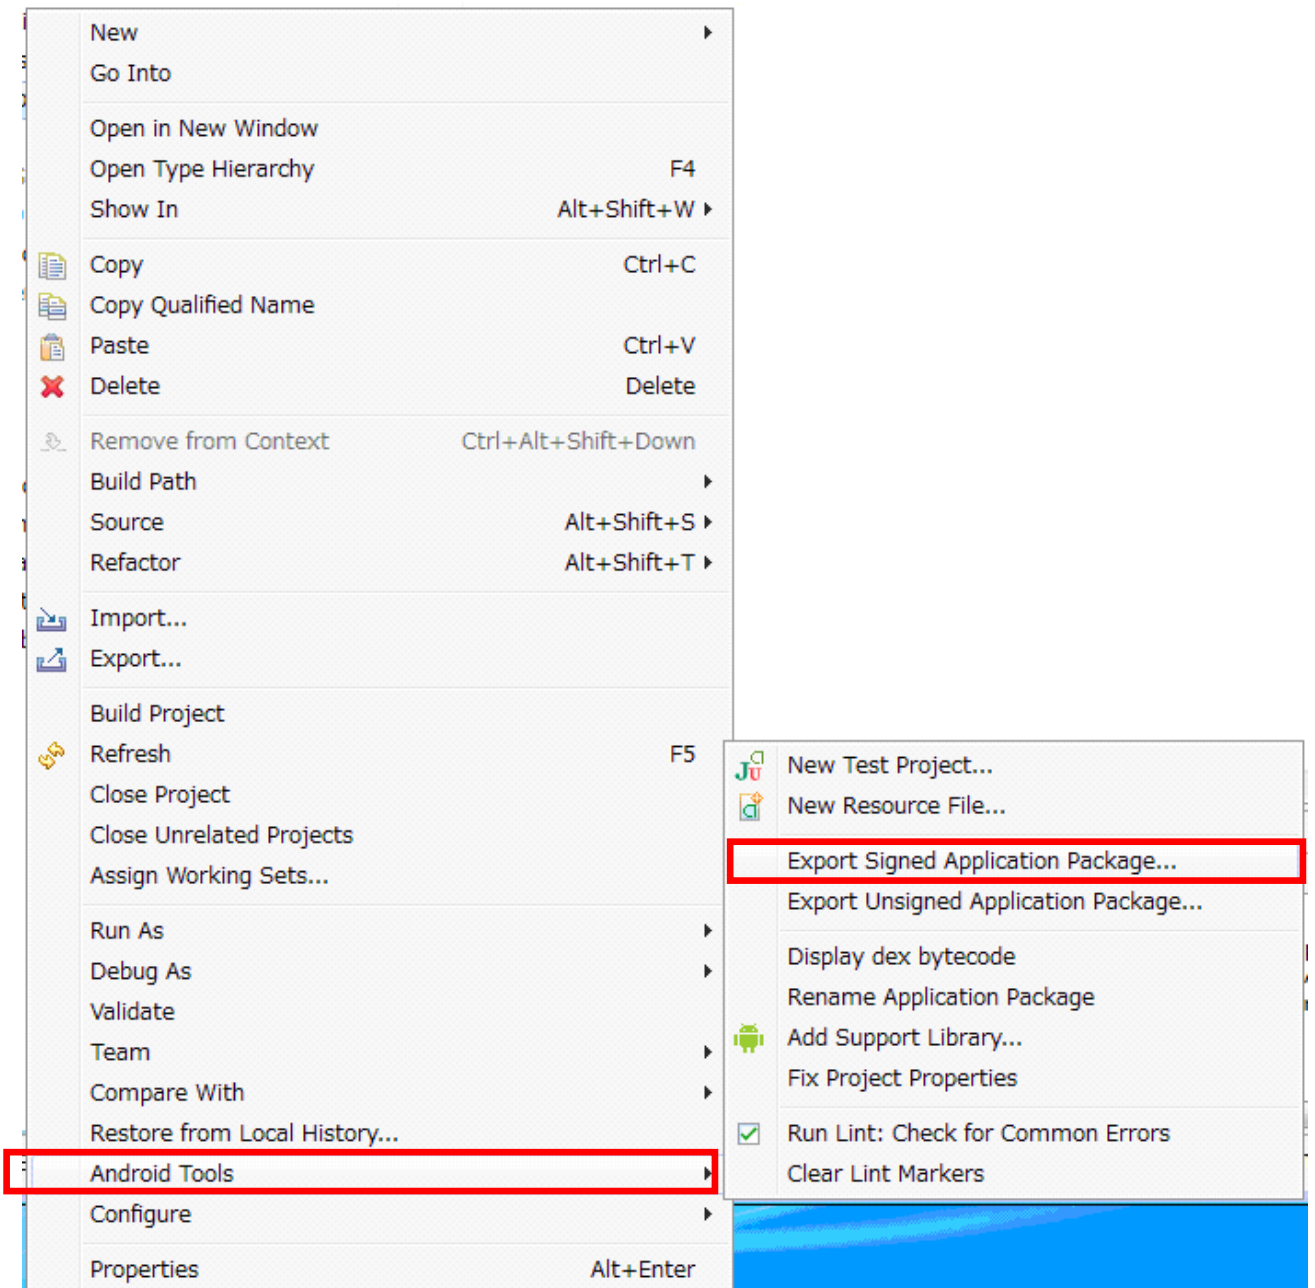 New
Go Into
Open in New Window
Open Type Hierarchy F4
Show In Alt+Shift+W
Copy Ctrl+C
Copy Qualified Name
Paste Ctrl+V
Delete Delete
Remove from Context Ctrl+Alt+Shift+Down
Build Path
Source Alt+Shift+S
Refactor Alt+Shift+T
Import...
Export...
Build Project
Refresh F5
Close Project
Close Unrelated Projects
Assign Working Sets...
Run As
Debug As
Validate
Team
Compare With
Restore from Local History...
Android Tools
Configure
Properties Alt+Enter
New Test Project...
New Resource File...
Export Signed Application Package...
Export Unsigned Application Package...
Display dex bytecode
Rename Application Package
Add Support Library...
Fix Project Properties
Run Lint: Check for Common Errors
Clear Lint Markers